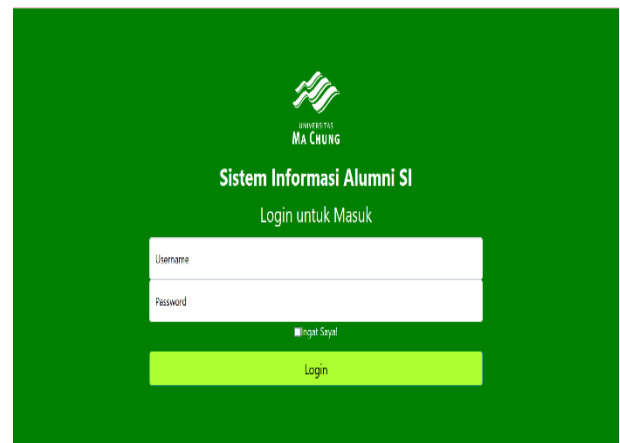 UNIVERSITAS
MA CHUNG
Sistem Informasi Alumni SI
Login untuk Masuk
Username
Password
Ingat Saya!
Login